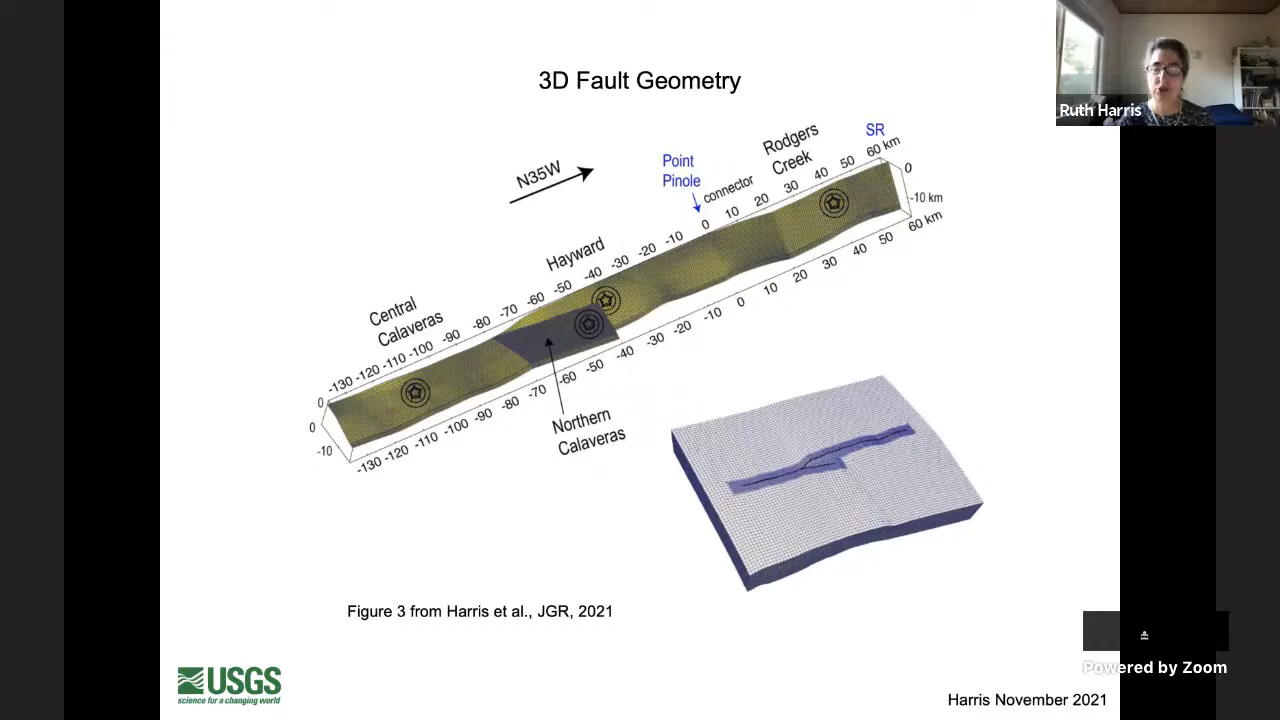 3D Fault Geometry
Ruth Harris
N35W
Point
Pinole
connector
Rodgers
Creek
SR
Hayward
Central
Calaveras
-130 -120 -110 -100 -90 -80 -70 -60 -50 -40 -30 -20 -10 0 10 20 30 40 50 60 km
0
-10 km
0
0
-10
-130 -120 -110 -100 -90 -80 -70 -60 -50 -40 -30 -20 -10 0 10 20 30 40 50 60 km
Northern
Calaveras
Figure 3 from Harris et al., JGR, 2021
USGS
science for a changing world
Powered by Zoom
Harris November 2021